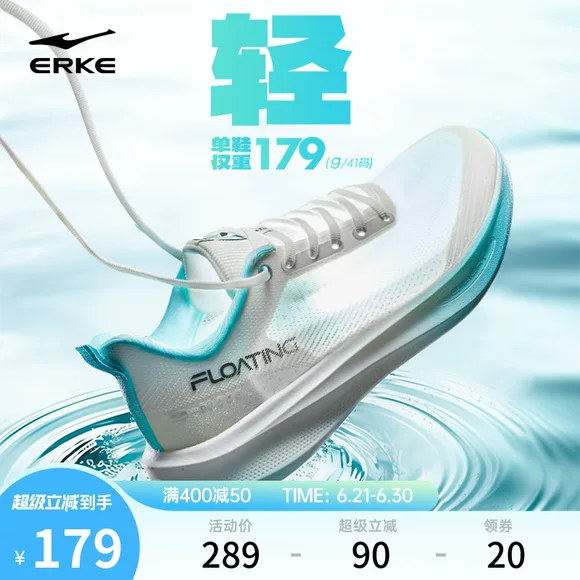 ERKE
轻
单鞋
仅重179(g/41码)
FLOATING
满400减50 TIME: 6.21-6.30
超级立减到手
¥179
活动价 超级立减 领券
289 - 90 - 20